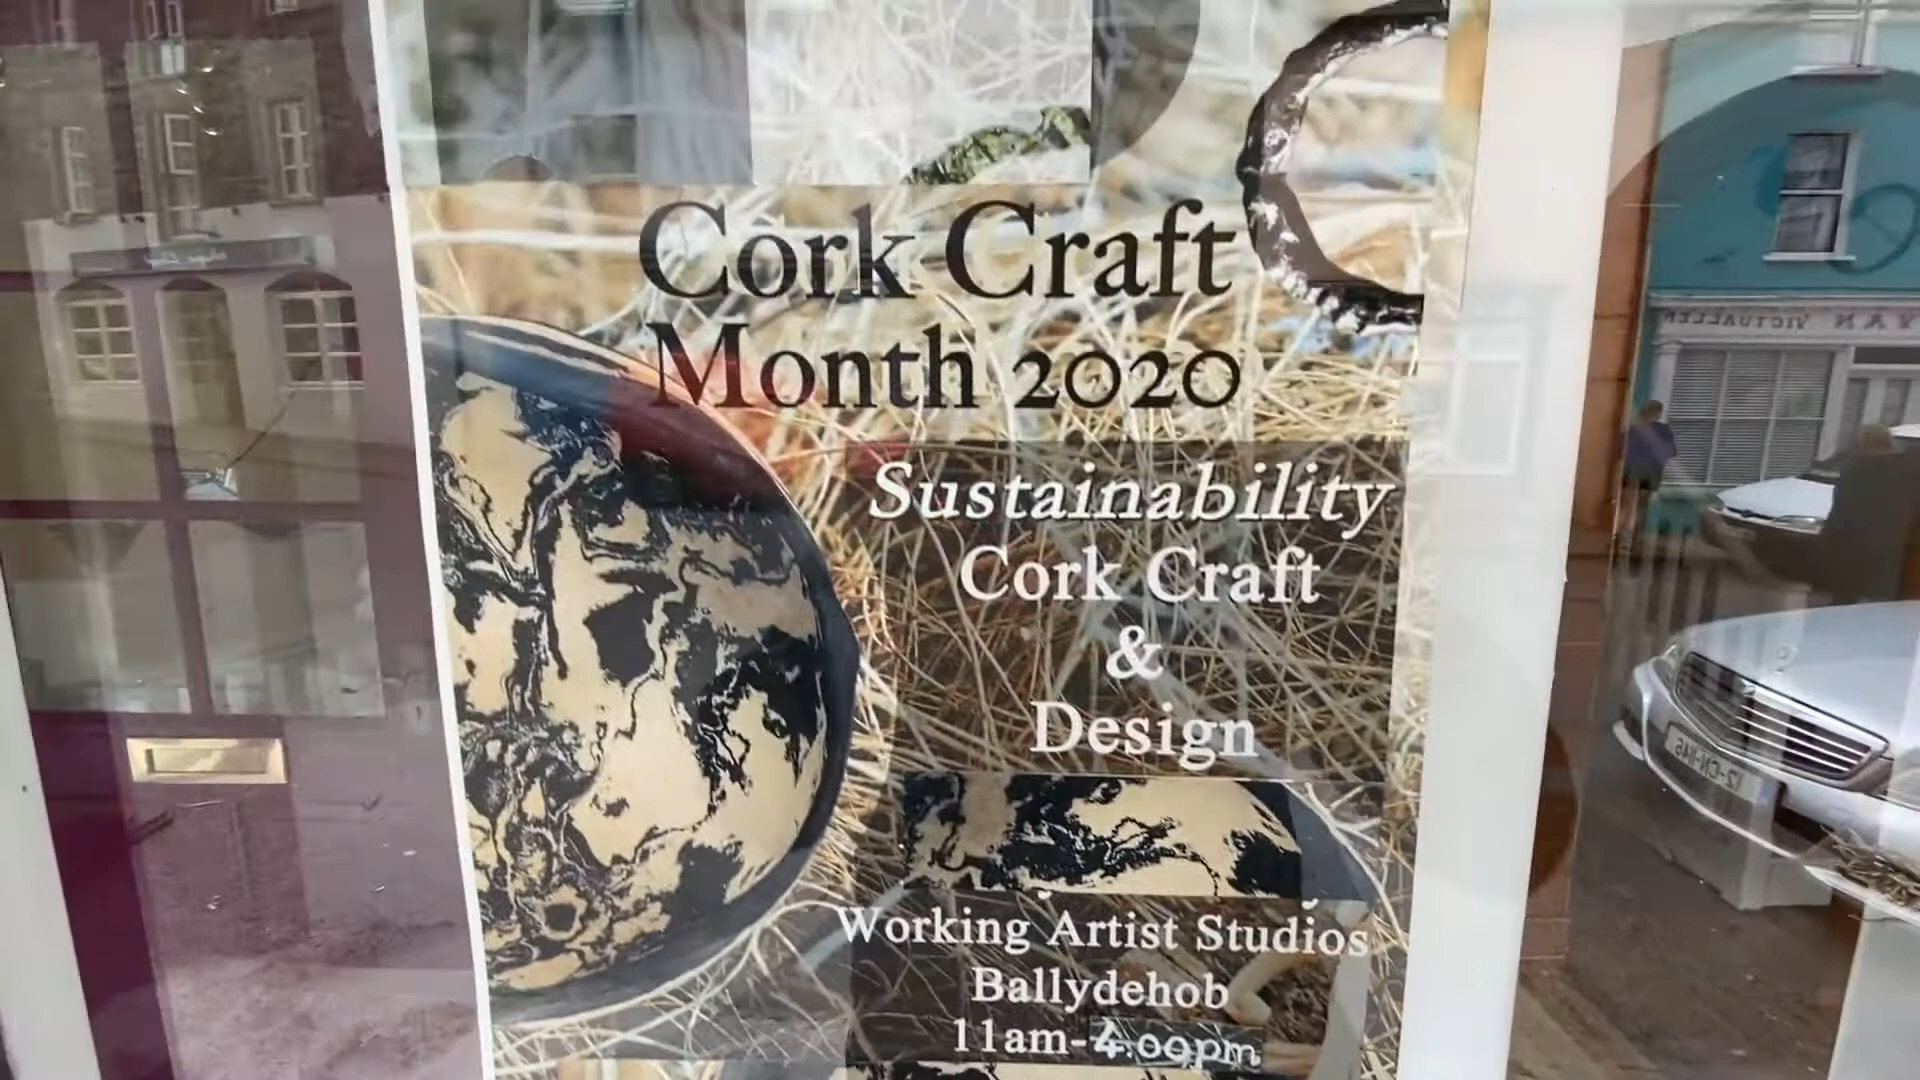 Cork Craft
Month 2020
Sustainability
Cork Craft
&
Design
Working Artist Studios
Ballydehob
11am-4.00pm
VICTUALLER